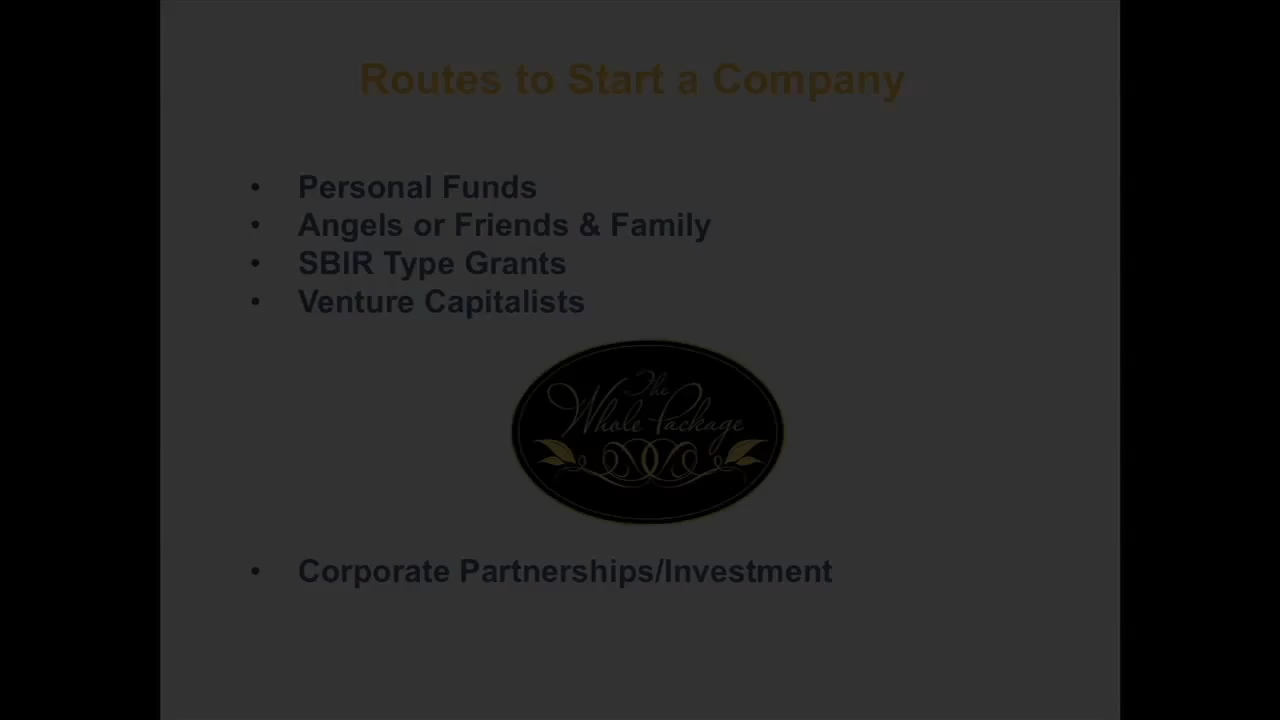 Routes to Start a Company
• Personal Funds
• Angels or Friends & Family
• SBIR Type Grants
• Venture Capitalists
The
Whole Package
• Corporate Partnerships/Investment